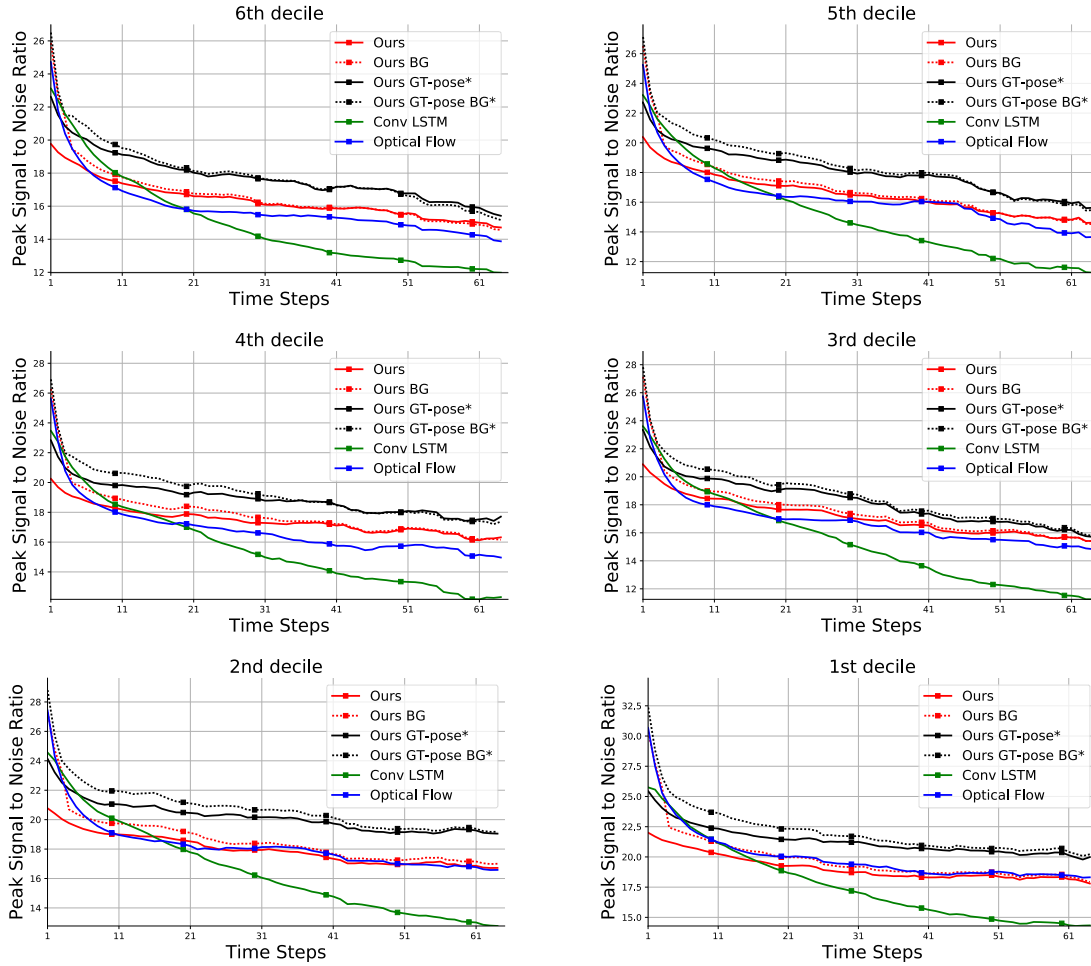 6th decile
Peak Signal to Noise Ratio
26
24
22
20
18
16
14
12
1 11 21 31 41 51 61
Time Steps
Ours
Ours BG
Ours GT-pose*
Ours GT-pose BG*
Conv LSTM
Optical Flow
5th decile
Peak Signal to Noise Ratio
26
24
22
20
18
16
14
12
1 11 21 31 41 51 61
Time Steps
Ours
Ours BG
Ours GT-pose*
Ours GT-pose BG*
Conv LSTM
Optical Flow
4th decile
Peak Signal to Noise Ratio
28
26
24
22
20
18
16
14
1 11 21 31 41 51 61
Time Steps
Ours
Ours BG
Ours GT-pose*
Ours GT-pose BG*
Conv LSTM
Optical Flow
3rd decile
Peak Signal to Noise Ratio
28
26
24
22
20
18
16
14
12
1 11 21 31 41 51 61
Time Steps
Ours
Ours BG
Ours GT-pose*
Ours GT-pose BG*
Conv LSTM
Optical Flow
2nd decile
Peak Signal to Noise Ratio
28
26
24
22
20
18
16
14
1 11 21 31 41 51 61
Time Steps
Ours
Ours BG
Ours GT-pose*
Ours GT-pose BG*
Conv LSTM
Optical Flow
1st decile
Peak Signal to Noise Ratio
32.5
30.0
27.5
25.0
22.5
20.0
17.5
15.0
1 11 21 31 41 51 61
Time Steps
Ours
Ours BG
Ours GT-pose*
Ours GT-pose BG*
Conv LSTM
Optical Flow